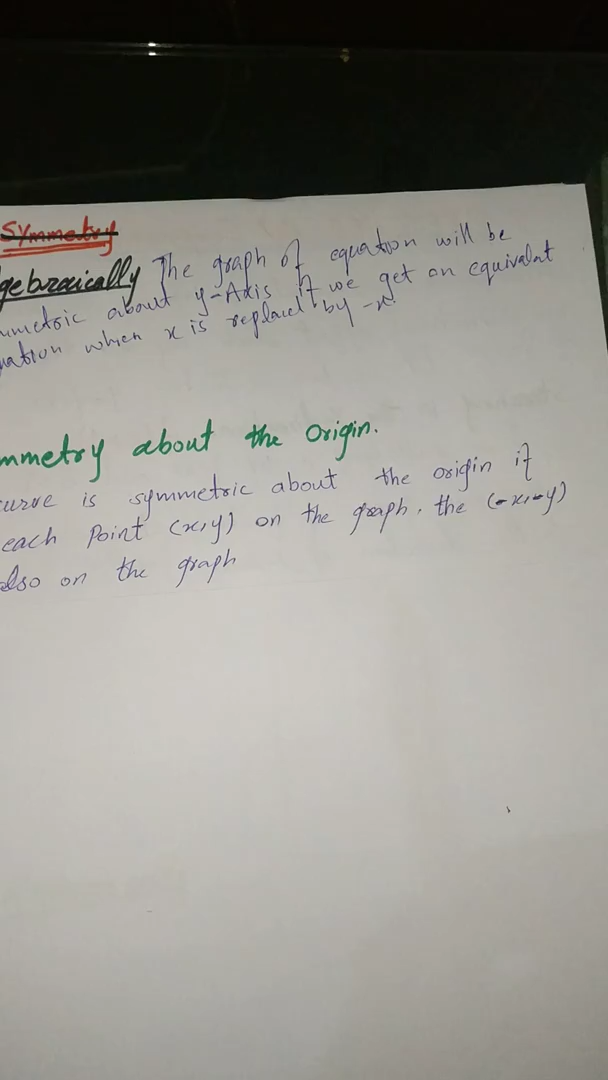 Symmetry
gebraically The graph of equation will be
mmetric about y-Axis if we get an equivalent
uation when x is replaced by -x.
mmetry about the origin.
curve is symmetric about the origin if
each Point (x,y) on the graph, the (-x,-y)
also on the graph